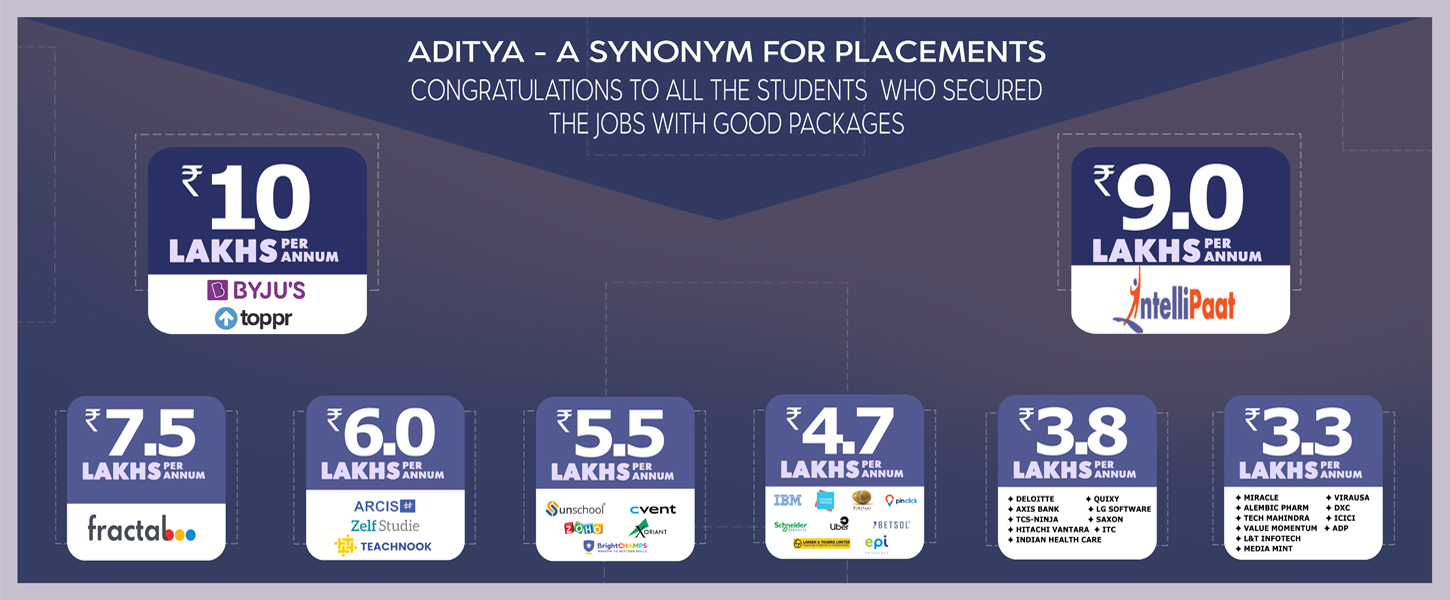 ADITYA - A SYNONYM FOR PLACEMENTS
CONGRATULATIONS TO ALL THE STUDENTS WHO SECURED
THE JOBS WITH GOOD PACKAGES
₹10
LAKHS PER ANNUM
BYJU'S
toppr
₹9.0
LAKHS PER ANNUM
IntelliPaat
₹7.5
LAKHS PER ANNUM
fractal
₹6.0
LAKHS PER ANNUM
ARCIS
Zelf Studie
TEACHNOOK
₹5.5
LAKHS PER ANNUM
unschool
cvent
ZOHO
XORIANT
BrightCHAMPS
₹4.7
LAKHS PER ANNUM
IBM
pinclick
Schneider
Electric
Uber
BETSOL
LARSEN & TOUBRO LIMITED
epi
₹3.8
LAKHS PER ANNUM
DELOITTE
AXIS BANK
TCS-NINJA
HITACHI VANTARA
INDIAN HEALTH CARE
QUIXY
LG SOFTWARE
SAXON
ITC
₹3.3
LAKHS PER ANNUM
MIRACLE
ALEMBIC PHARM
TECH MAHINDRA
VALUE MOMENTUM
L&T INFOTECH
MEDIA MINT
VIRAUSA
DXC
ICICI
ADP